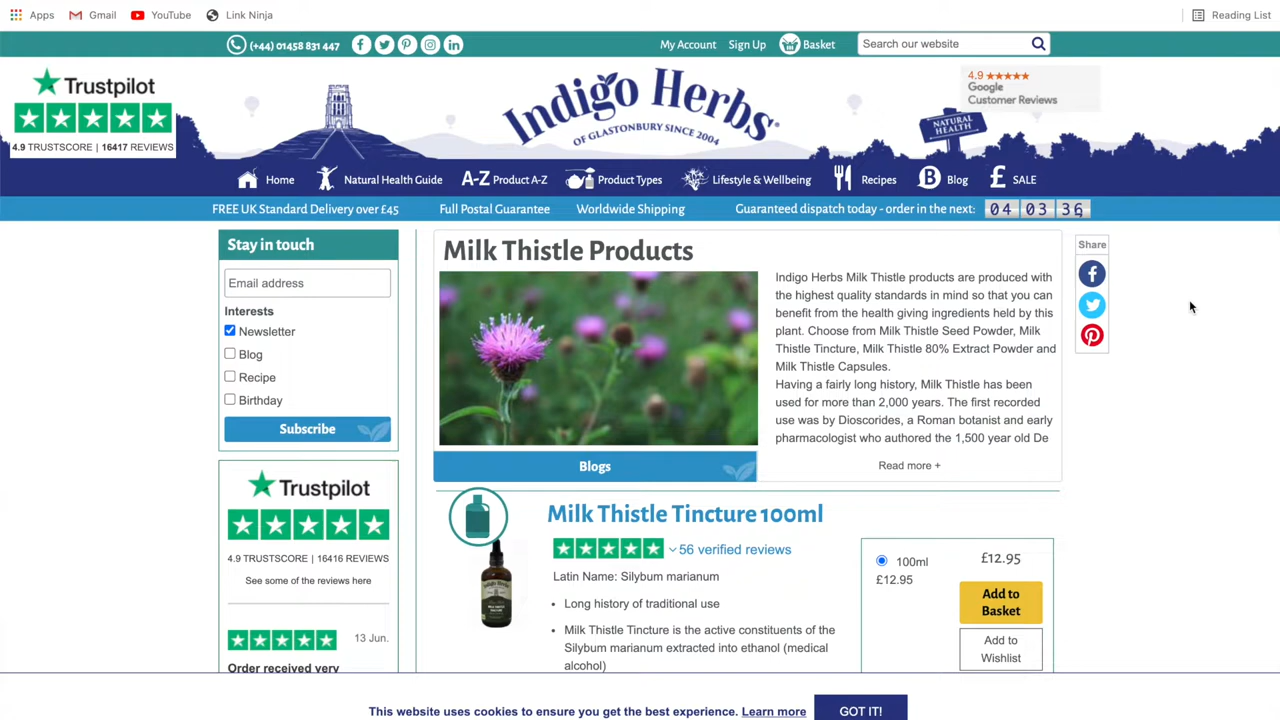 Apps Gmail YouTube Link Ninja Reading List
(+44) 01458 831 447 My Account Sign Up Basket Search our website
Trustpilot
4.9 TRUSTSCORE | 16417 REVIEWS
Indigo Herbs
OF GLASTONBURY SINCE 2004
NATURAL
HEALTH
4.9
Google
Customer Reviews
Home Natural Health Guide A-Z Product A-Z Product Types Lifestyle & Wellbeing Recipes Blog £ SALE
FREE UK Standard Delivery over £45 Full Postal Guarantee Worldwide Shipping Guaranteed dispatch today - order in the next: 04 03 36
Stay in touch
Email address
Interests
Newsletter
Blog
Recipe
Birthday
Subscribe
Trustpilot
4.9 TRUSTSCORE | 16416 REVIEWS
See some of the reviews here
13 Jun.
Order received very
Milk Thistle Products
Indigo Herbs Milk Thistle products are produced with
the highest quality standards in mind so that you can
benefit from the health giving ingredients held by this
plant. Choose from Milk Thistle Seed Powder, Milk
Thistle Tincture, Milk Thistle 80% Extract Powder and
Milk Thistle Capsules.
Having a fairly long history, Milk Thistle has been
used for more than 2,000 years. The first recorded
use was by Dioscorides, a Roman botanist and early
pharmacologist who authored the 1,500 year old De
Read more +
Blogs
Share
Milk Thistle Tincture 100ml
56 verified reviews
Latin Name: Silybum marianum
• Long history of traditional use
• Milk Thistle Tincture is the active constituents of the
Silybum marianum extracted into ethanol (medical
alcohol)
100ml
£12.95
£12.95
Add to
Basket
Add to
Wishlist
Indigo Herbs
This website uses cookies to ensure you get the best experience. Learn more GOT IT!